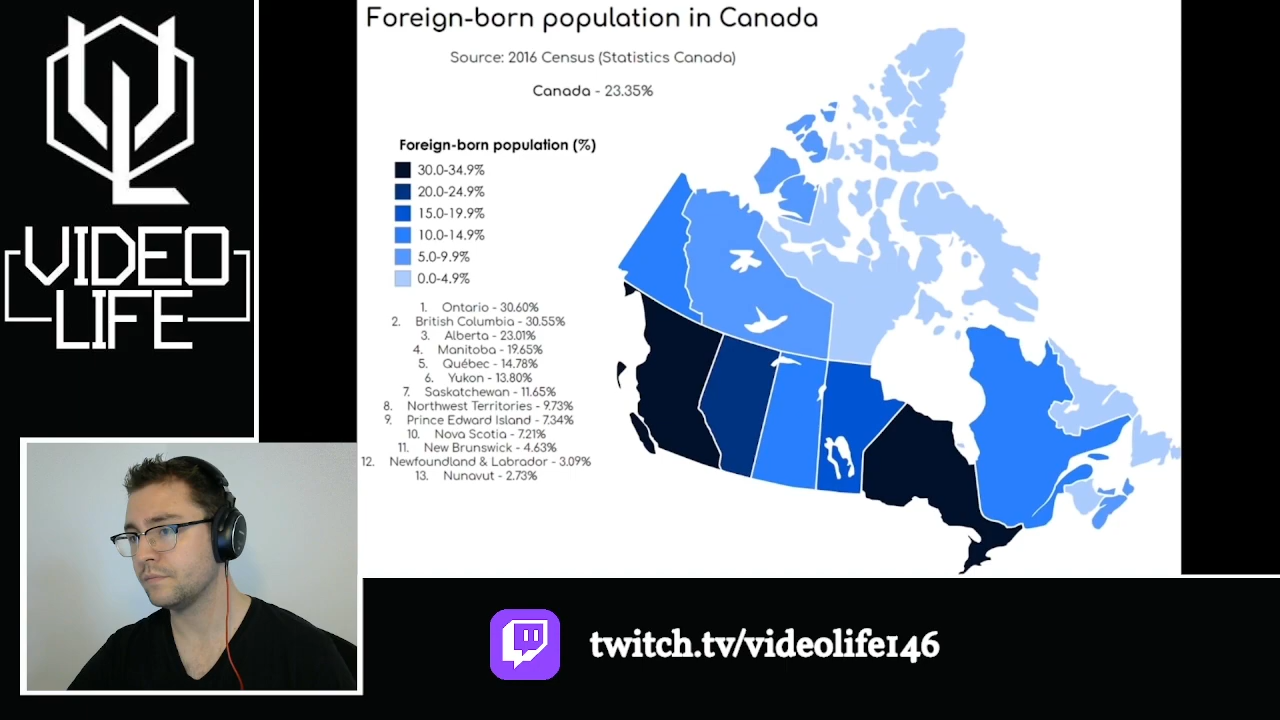 VIDEO
LIFE
Foreign-born population in Canada
Source: 2016 Census (Statistics Canada)
Canada - 23.35%
Foreign-born population (%)
30.0-34.9%
20.0-24.9%
15.0-19.9%
10.0-14.9%
5.0-9.9%
0.0-4.9%
1. Ontario - 30.60%
2. British Columbia - 30.55%
3. Alberta - 23.01%
4. Manitoba - 19.65%
5. Québec - 14.78%
6. Yukon - 13.80%
7. Saskatchewan - 11.65%
8. Northwest Territories - 9.73%
9. Prince Edward Island - 7.34%
10. Nova Scotia - 7.21%
11. New Brunswick - 4.63%
12. Newfoundland & Labrador - 3.09%
13. Nunavut - 2.73%
twitch.tv/videolife146